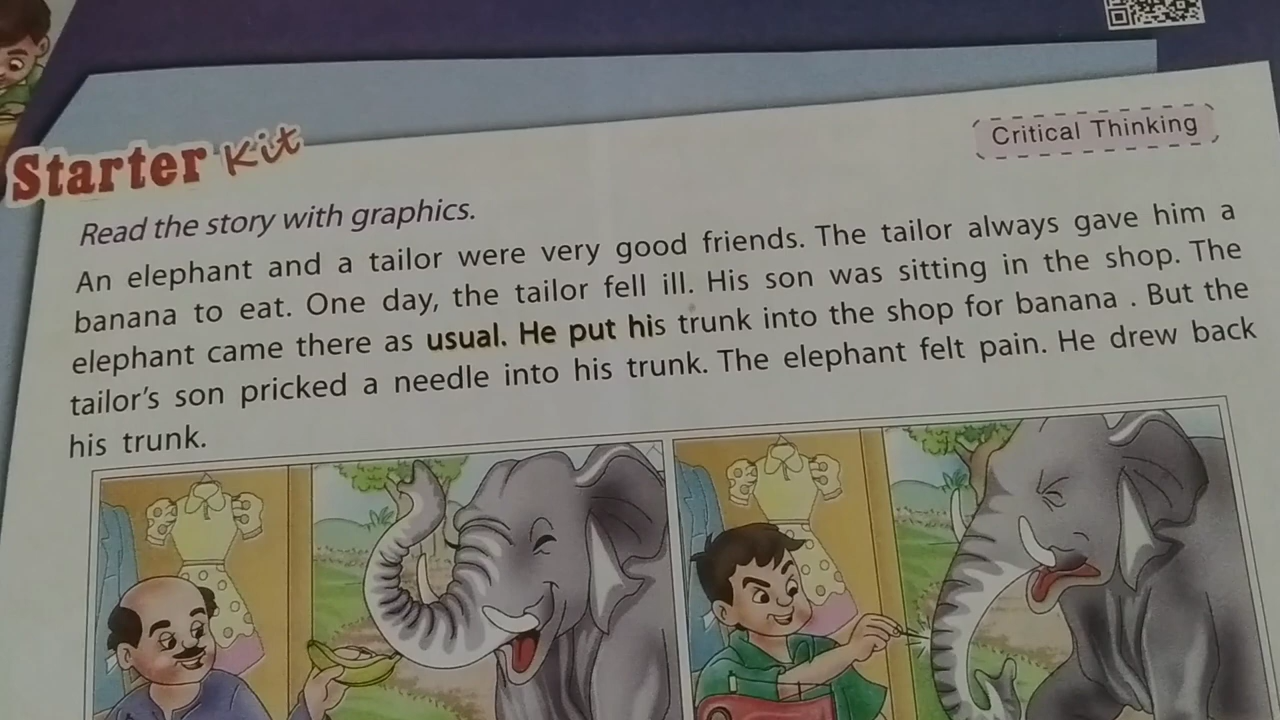 Starter Kit
Critical Thinking
Read the story with graphics.
An elephant and a tailor were very good friends. The tailor always gave him a
banana to eat. One day, the tailor fell ill. His son was sitting in the shop. The
elephant came there as usual. He put his trunk into the shop for banana . But the
tailor's son pricked a needle into his trunk. The elephant felt pain. He drew back
his trunk.